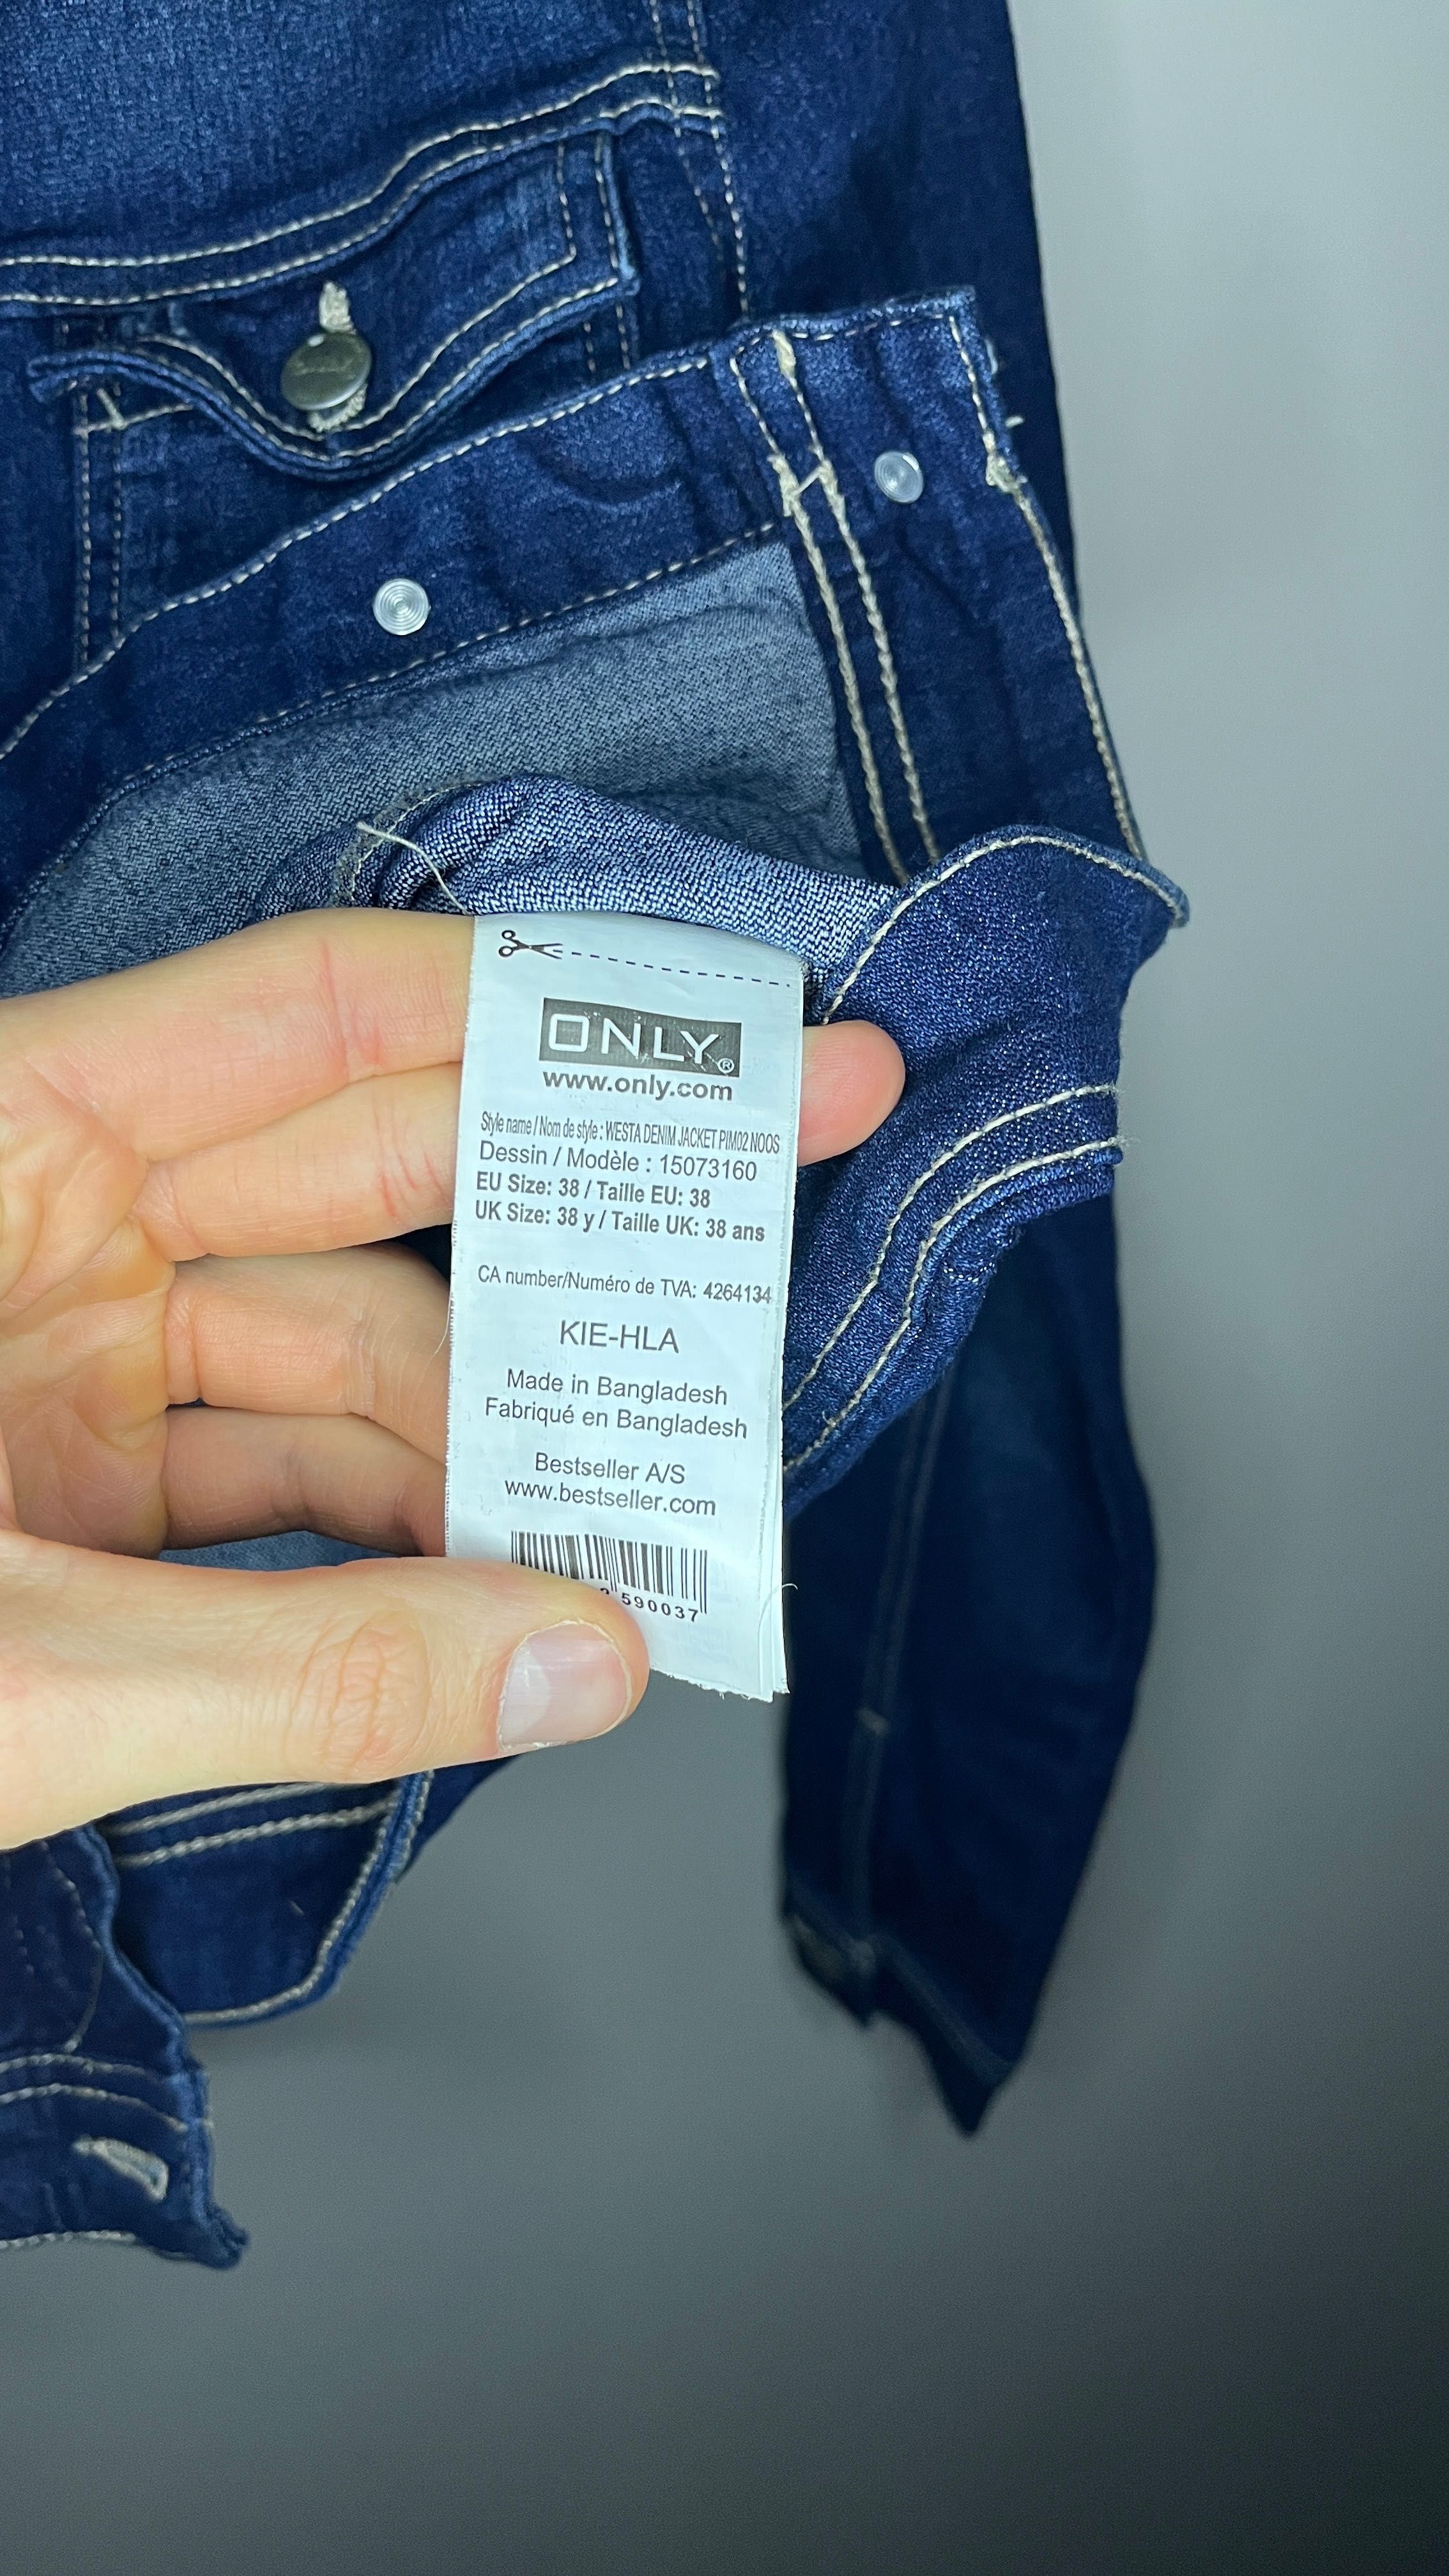 ONLY®
www.only.com
Style name / Nom de style : WESTA DENIM JACKET PIM02 NOOS
Dessin / Modèle : 15073160
EU Size: 38 / Taille EU: 38
UK Size: 38 y / Taille UK: 38 ans
CA number/Numéro de TVA: 4264134
KIE-HLA
Made in Bangladesh
Fabriqué en Bangladesh
Bestseller A/S
www.bestseller.com
590037